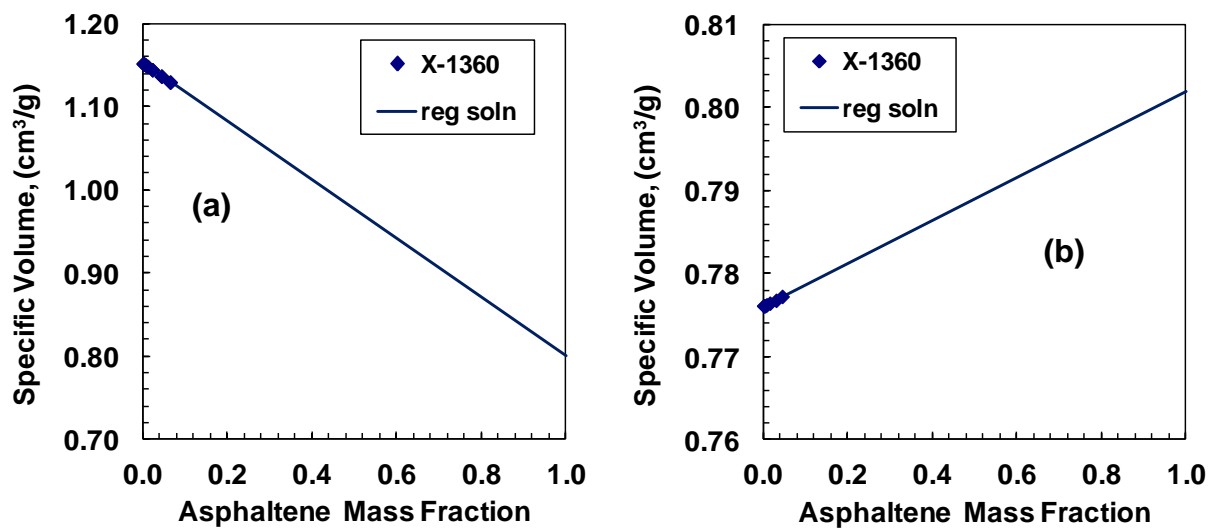 1.20
1.10
1.00
0.90
0.80
0.70
Specific Volume, (cm³/g)
X-1360
reg soln
(a)
0.0 0.2 0.4 0.6 0.8 1.0
Asphaltene Mass Fraction
0.81
0.80
0.79
0.78
0.77
0.76
Specific Volume, (cm³/g)
X-1360
reg soln
(b)
0.0 0.2 0.4 0.6 0.8 1.0
Asphaltene Mass Fraction